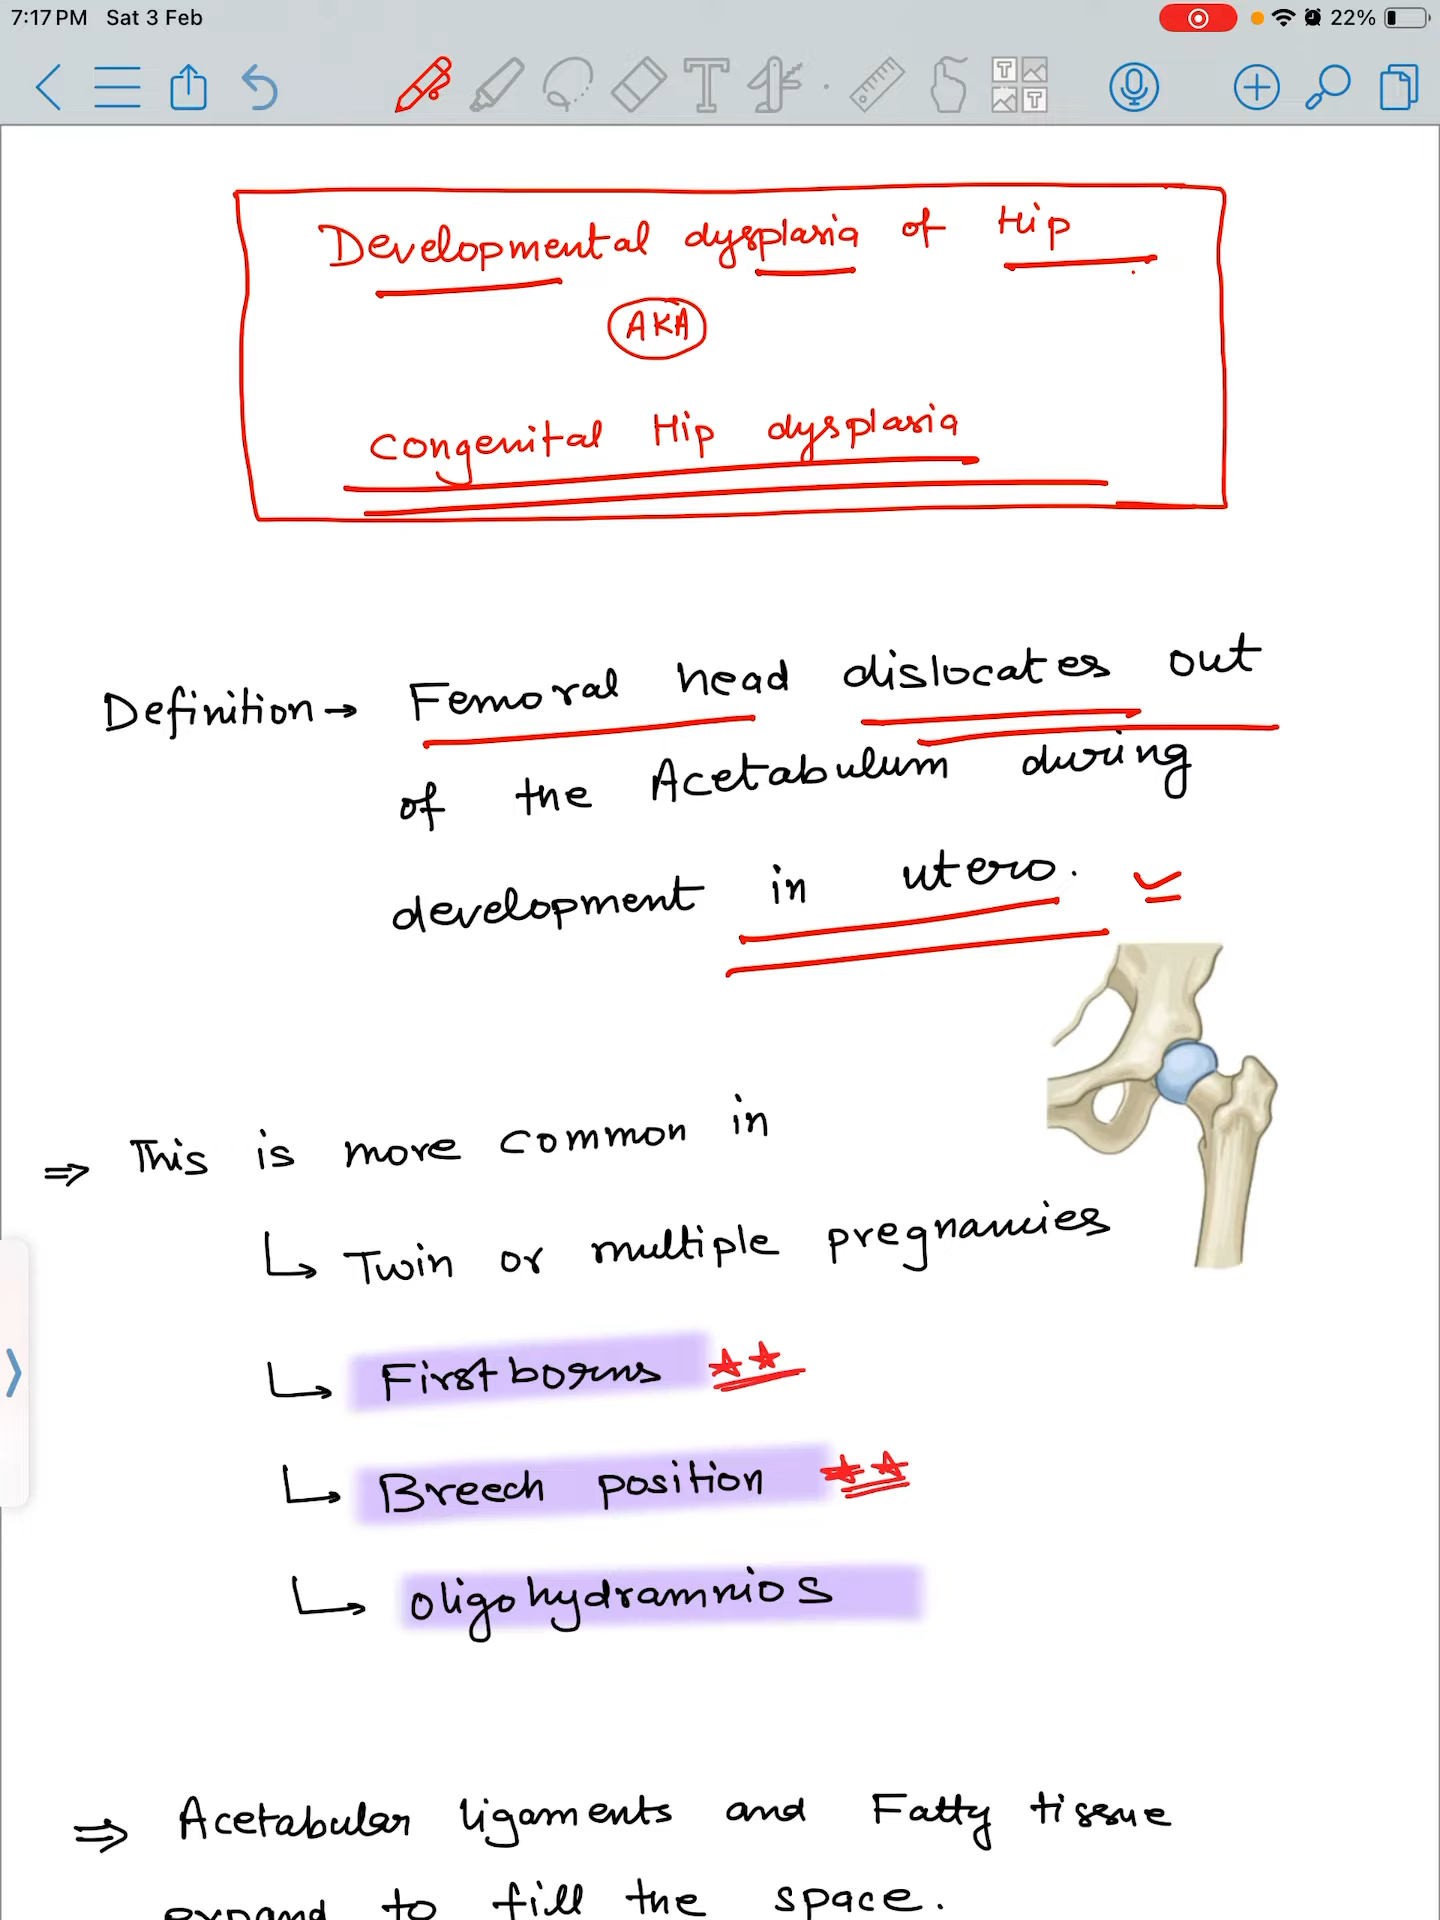 7:17 PM Sat 3 Feb
22%
Developmental dysplasia of Hip
AKA
Congenital Hip dysplasia
Definition → Femoral head dislocates out
of the Acetabulum during
development in utero.
⇒ This is more common in
↳ Twin or multiple pregnancies
↳ Firstborns
↳ Breech position
↳ oligohydramnios
⇒ Acetabular ligaments and Fatty tissue
expand to fill the space.